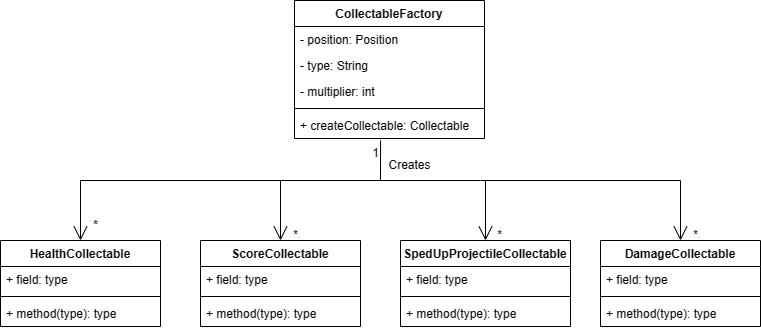 CollectableFactory
- position: Position
- type: String
- multiplier: int
+ createCollectable: Collectable
1
Creates
*
*
*
*
HealthCollectable
+ field: type
+ method(type): type
ScoreCollectable
+ field: type
+ method(type): type
SpedUpProjectileCollectable
+ field: type
+ method(type): type
DamageCollectable
+ field: type
+ method(type): type